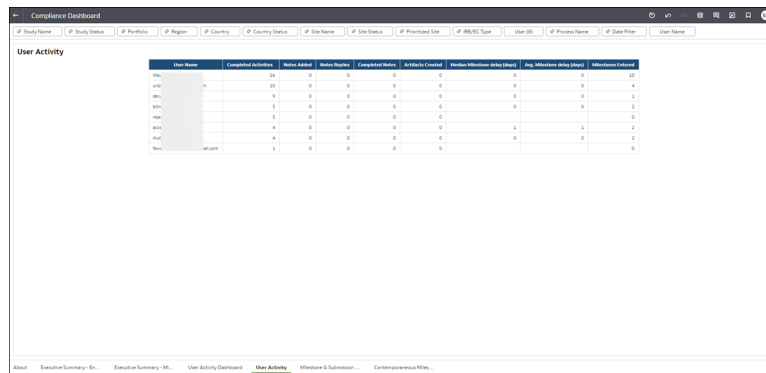 Compliance Dashboard
Study Name Study Status Portfolio Region Country Country Status Site Name Site Status Prioritized Site IRB/EC Type User (8) Process Name Date Filter User Name
User Activity
User Name Completed Activities Notes Added Notes Replies Completed Notes Artifacts Created Median Milestone delay (days) Avg. Milestone delay (days) Milestones Entered
26 0 0 0 0 0 0 10
10 0 0 0 0 0 0 4
9 0 0 0 0 0 0 1
5 0 0 0 0 0 0 2
5 0 0 0 0 0
4 0 0 0 0 1 1 2
4 0 0 0 0 0 0 2
ail.com 1 0 0 0 0 0
About Executive Summary - En... Executive Summary - Mi... User Activity Dashboard User Activity Milestone & Submission ... Contemporaneous Miles...